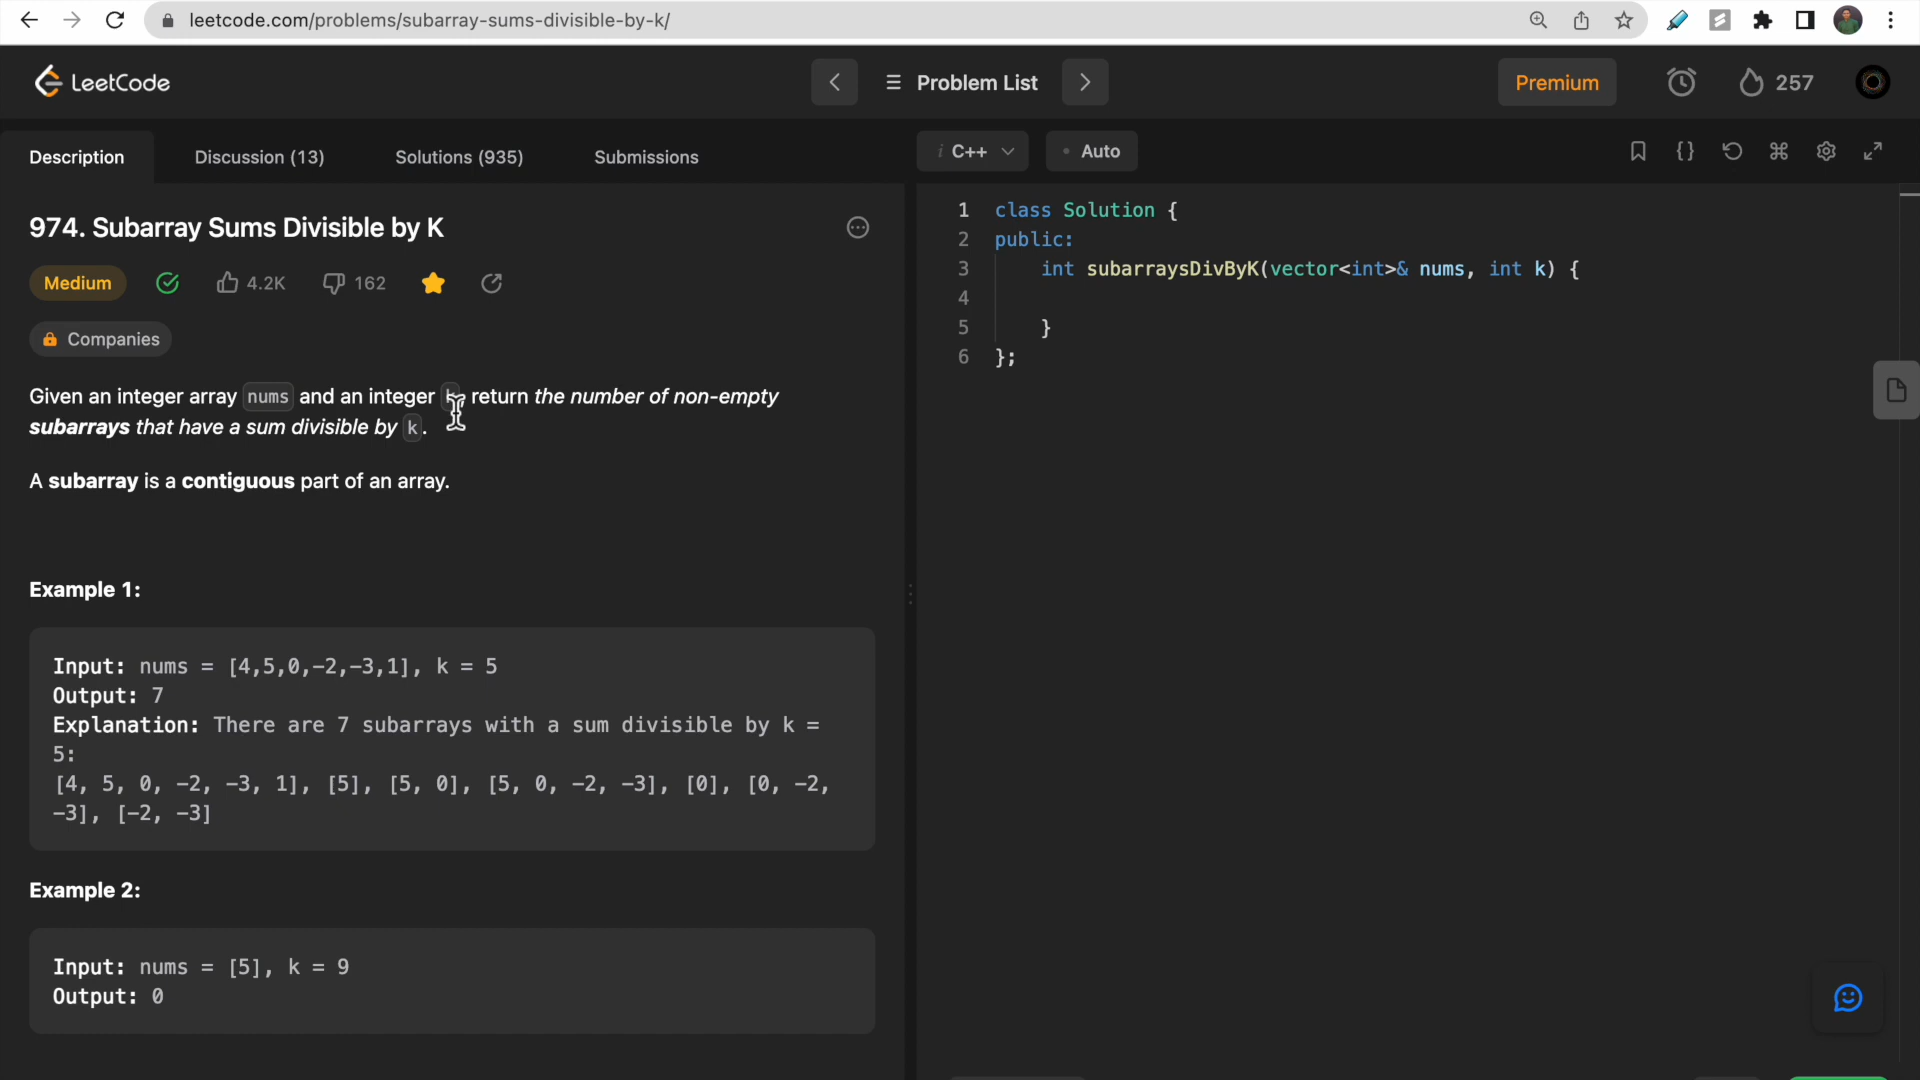 leetcode.com/problems/subarray-sums-divisible-by-k/
LeetCode
Problem List
Premium
257
Description
Discussion (13)
Solutions (935)
Submissions
i C++
• Auto
974. Subarray Sums Divisible by K
Medium
4.2K
162
Companies
Given an integer array nums and an integer return the number of non-empty
subarrays that have a sum divisible by k.
A subarray is a contiguous part of an array.
Example 1:
Input: nums = [4,5,0,-2,-3,1], k = 5
Output: 7
Explanation: There are 7 subarrays with a sum divisible by k =
5:
[4, 5, 0, -2, -3, 1], [5], [5, 0], [5, 0, -2, -3], [0], [0, -2,
-3], [-2, -3]
Example 2:
Input: nums = [5], k = 9
Output: 0
1 class Solution {
2 public:
3 int subarraysDivByK(vector<int>& nums, int k) {
4
5 }
6 };